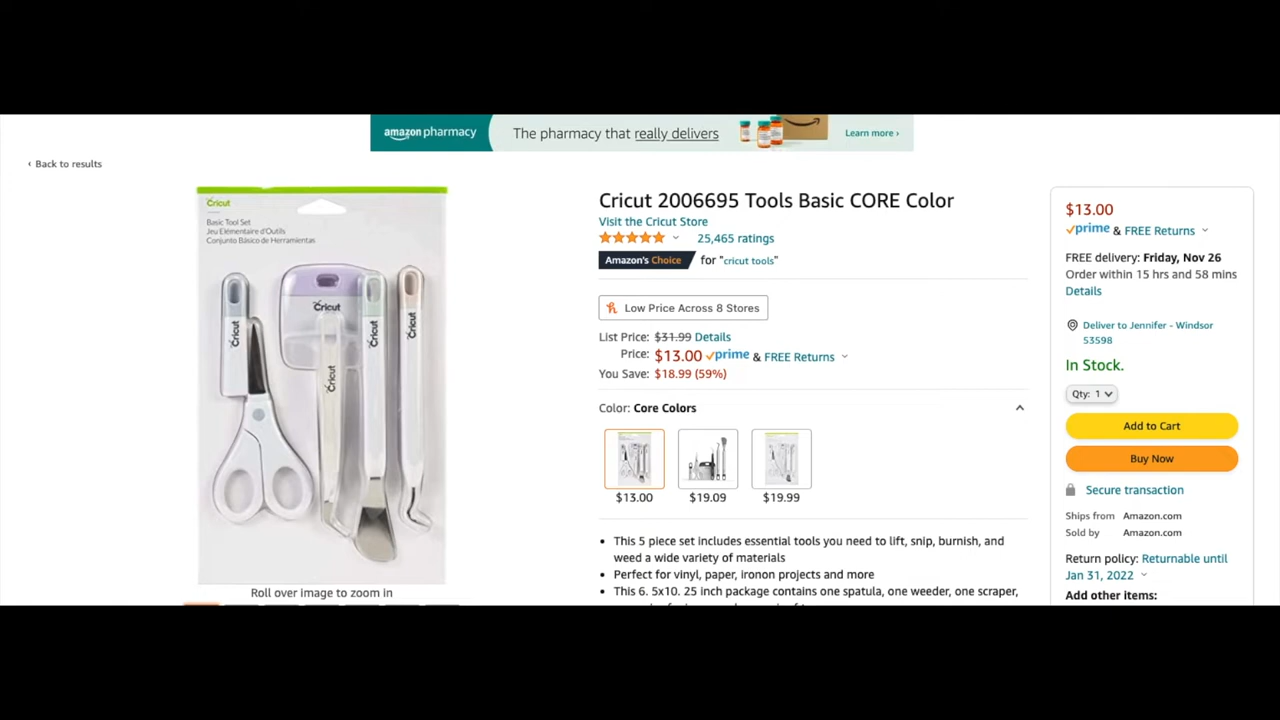 amazon pharmacy
The pharmacy that really delivers
Learn more ›
‹ Back to results
Cricut
Basic Tool Set
Jeu Élémentaire d'Outils
Conjunto Básico de Herramientas
Cricut
Cricut
Cricut
Cricut
Cricut
Roll over image to zoom in
Cricut 2006695 Tools Basic CORE Color
Visit the Cricut Store
25,465 ratings
Amazon's Choice for "cricut tools"
Low Price Across 8 Stores
List Price: $31.99 Details
Price: $13.00 prime & FREE Returns
You Save: $18.99 (59%)
Color: Core Colors
$13.00 $19.09 $19.99
• This 5 piece set includes essential tools you need to lift, snip, burnish, and
weed a wide variety of materials
• Perfect for vinyl, paper, ironon projects and more
• This 6. 5x10. 25 inch package contains one spatula, one weeder, one scraper,
$13.00
prime & FREE Returns
FREE delivery: Friday, Nov 26
Order within 15 hrs and 58 mins
Details
Deliver to Jennifer - Windsor
53598
In Stock.
Qty: 1
Add to Cart
Buy Now
Secure transaction
Ships from Amazon.com
Sold by Amazon.com
Return policy: Returnable until
Jan 31, 2022
Add other items: